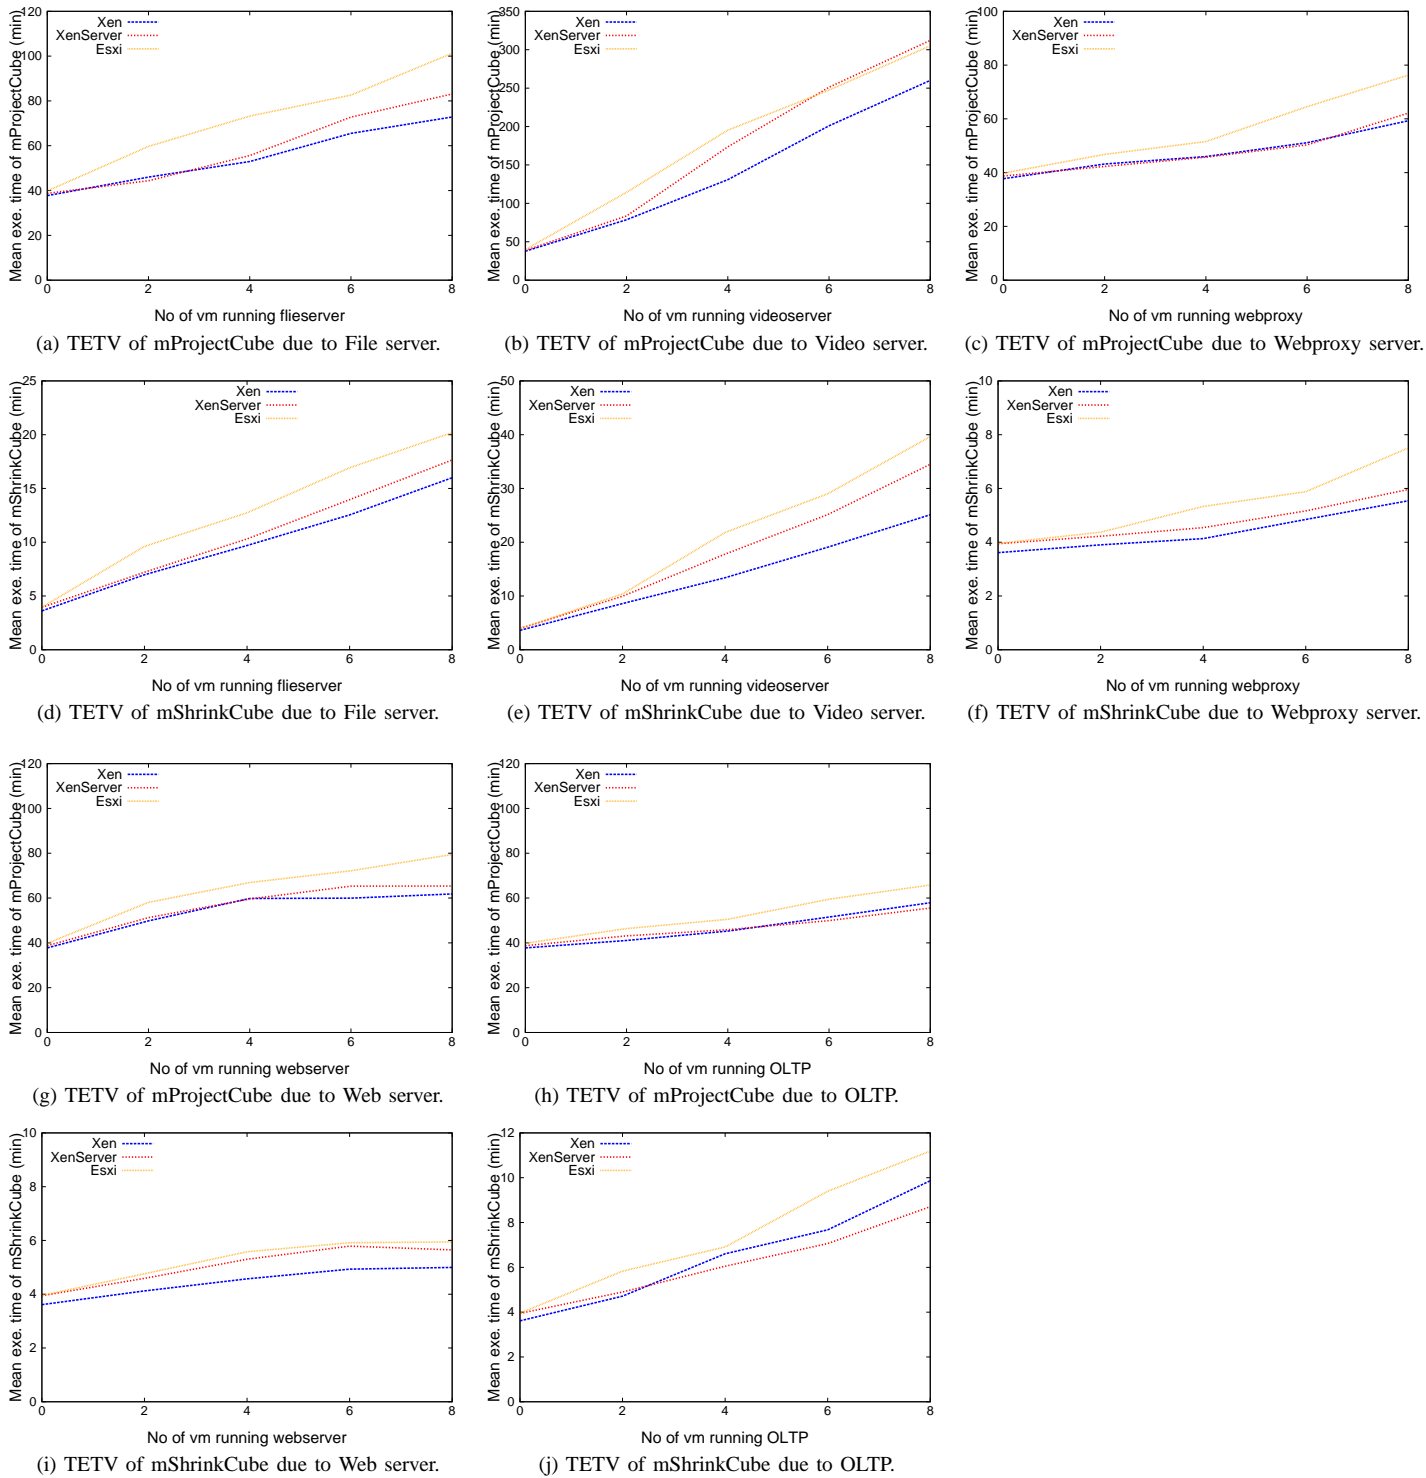 Mean exe. time of mProjectCube (min)
120
100
80
60
40
20
0
Xen
XenServer
Esxi
0 2 4 6 8
No of vm running flieserver
(a) TETV of mProjectCube due to File server.
Mean exe. time of mProjectCube (min)
350
300
250
200
150
100
50
0
Xen
XenServer
Esxi
0 2 4 6 8
No of vm running videoserver
(b) TETV of mProjectCube due to Video server.
Mean exe. time of mProjectCube (min)
100
80
60
40
20
0
Xen
XenServer
Esxi
0 2 4 6 8
No of vm running webproxy
(c) TETV of mProjectCube due to Webproxy server.
Mean exe. time of mShrinkCube (min)
25
20
15
10
5
0
Xen
XenServer
Esxi
0 2 4 6 8
No of vm running flieserver
(d) TETV of mShrinkCube due to File server.
Mean exe. time of mShrinkCube (min)
50
40
30
20
10
0
Xen
XenServer
Esxi
0 2 4 6 8
No of vm running videoserver
(e) TETV of mShrinkCube due to Video server.
Mean exe. time of mShrinkCube (min)
10
8
6
4
2
0
Xen
XenServer
Esxi
0 2 4 6 8
No of vm running webproxy
(f) TETV of mShrinkCube due to Webproxy server.
Mean exe. time of mProjectCube (min)
120
100
80
60
40
20
0
Xen
XenServer
Esxi
0 2 4 6 8
No of vm running webserver
(g) TETV of mProjectCube due to Web server.
Mean exe. time of mProjectCube (min)
120
100
80
60
40
20
0
Xen
XenServer
Esxi
0 2 4 6 8
No of vm running OLTP
(h) TETV of mProjectCube due to OLTP.
Mean exe. time of mShrinkCube (min)
10
8
6
4
2
0
Xen
XenServer
Esxi
0 2 4 6 8
No of vm running webserver
(i) TETV of mShrinkCube due to Web server.
Mean exe. time of mShrinkCube (min)
12
10
8
6
4
2
0
Xen
XenServer
Esxi
0 2 4 6 8
No of vm running OLTP
(j) TETV of mShrinkCube due to OLTP.